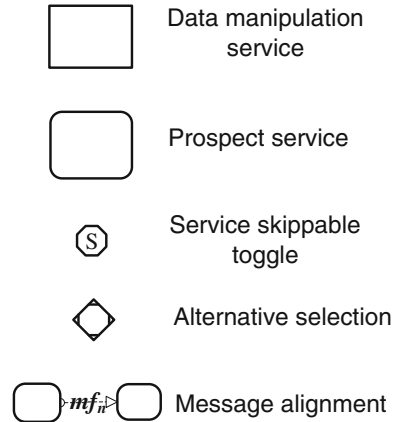 Data manipulation
service
Prospect service
S
Service skippable
toggle
Alternative selection
mfn
Message alignment